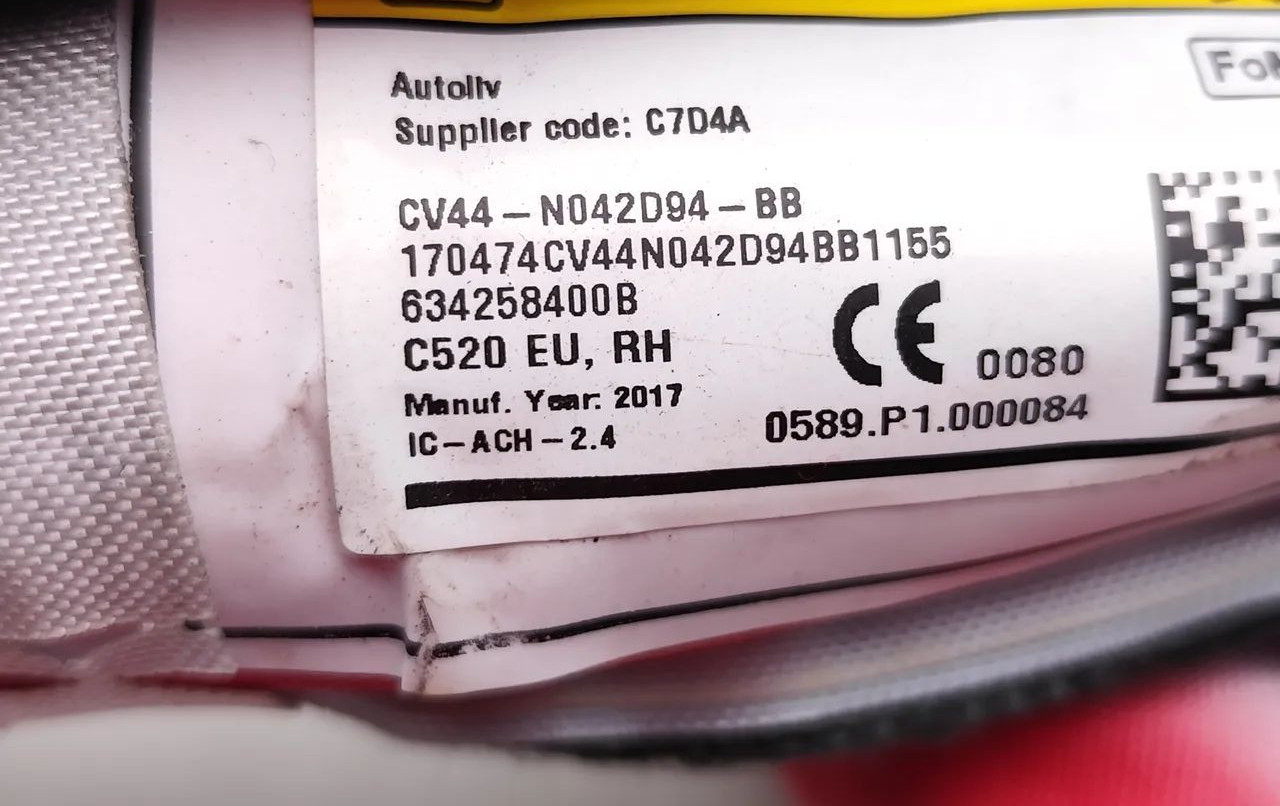 Autoliv
Supplier code: C7D4A
CV44-N042D94-BB
170474CV44N042D94BB1155
634258400B
C520 EU, RH
Manuf. Year: 2017
IC-ACH-2.4
0080
0589.P1.000084